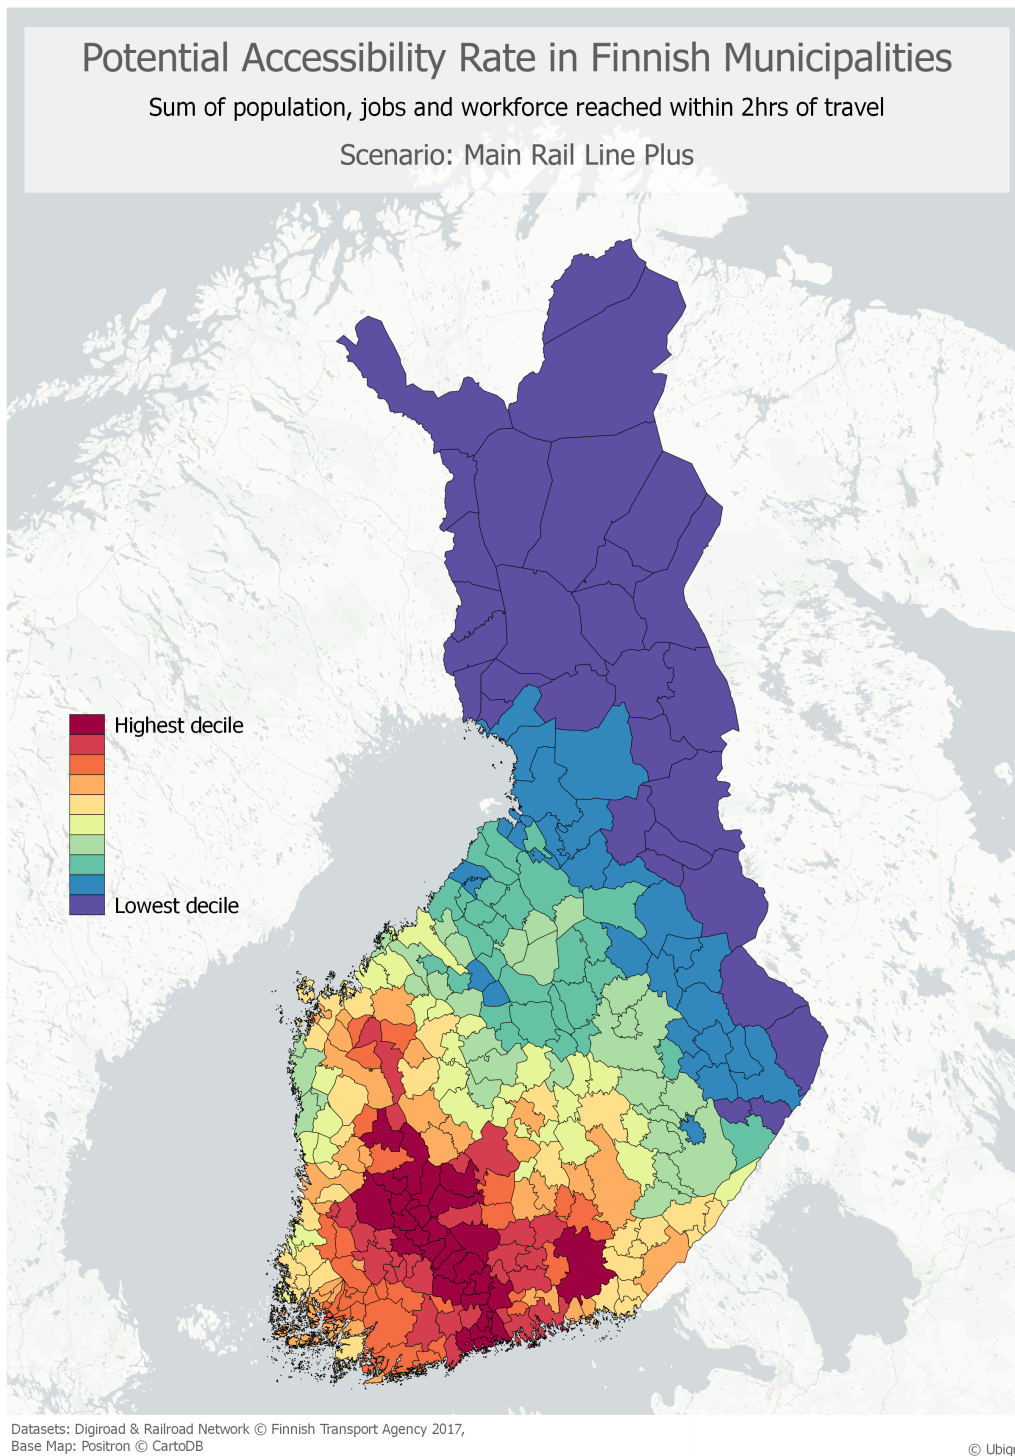 Potential Accessibility Rate in Finnish Municipalities
Sum of population, jobs and workforce reached within 2hrs of travel
Scenario: Main Rail Line Plus
Highest decile
Lowest decile
Datasets: Digiroad & Railroad Network © Finnish Transport Agency 2017,
Base Map: Positron © CartoDB
©